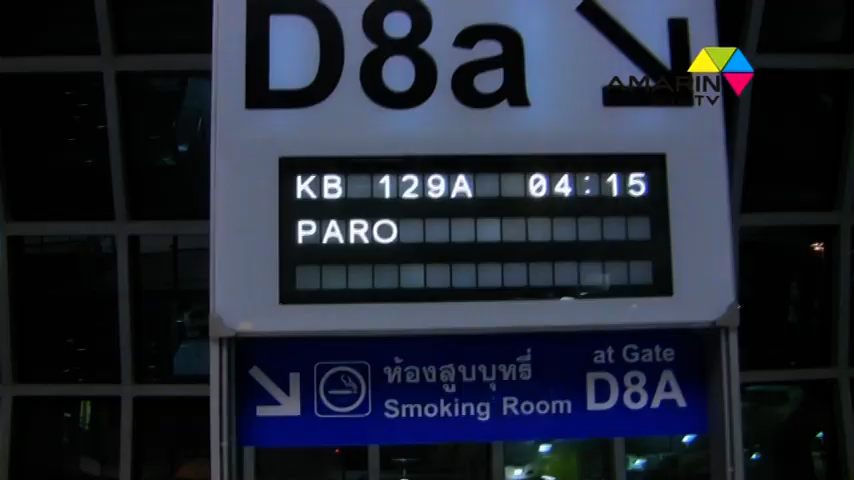 D8a
AMARIN
TV
KB 129A 04:15
PARO
ห้องสูบบุหรี่
Smoking Room
at Gate
D8A